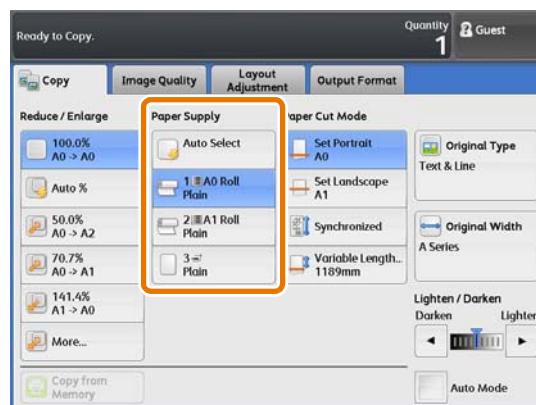 Ready to Copy.
Quantity
1
Guest
Copy
Image Quality
Layout
Adjustment
Output Format
Reduce / Enlarge
100.0%
A0 -> A0
Auto %
50.0%
A0 -> A2
70.7%
A0 -> A1
141.4%
A1 -> A0
More...
Copy from
Memory
Paper Supply
Auto Select
1 A0 Roll
Plain
2 A1 Roll
Plain
3
Plain
aper Cut Mode
Set Portrait
A0
Set Landscape
A1
Synchronized
Variable Length...
1189mm
Original Type
Text & Line
Original Width
A Series
Lighten / Darken
Darken
Lighter
Auto Mode